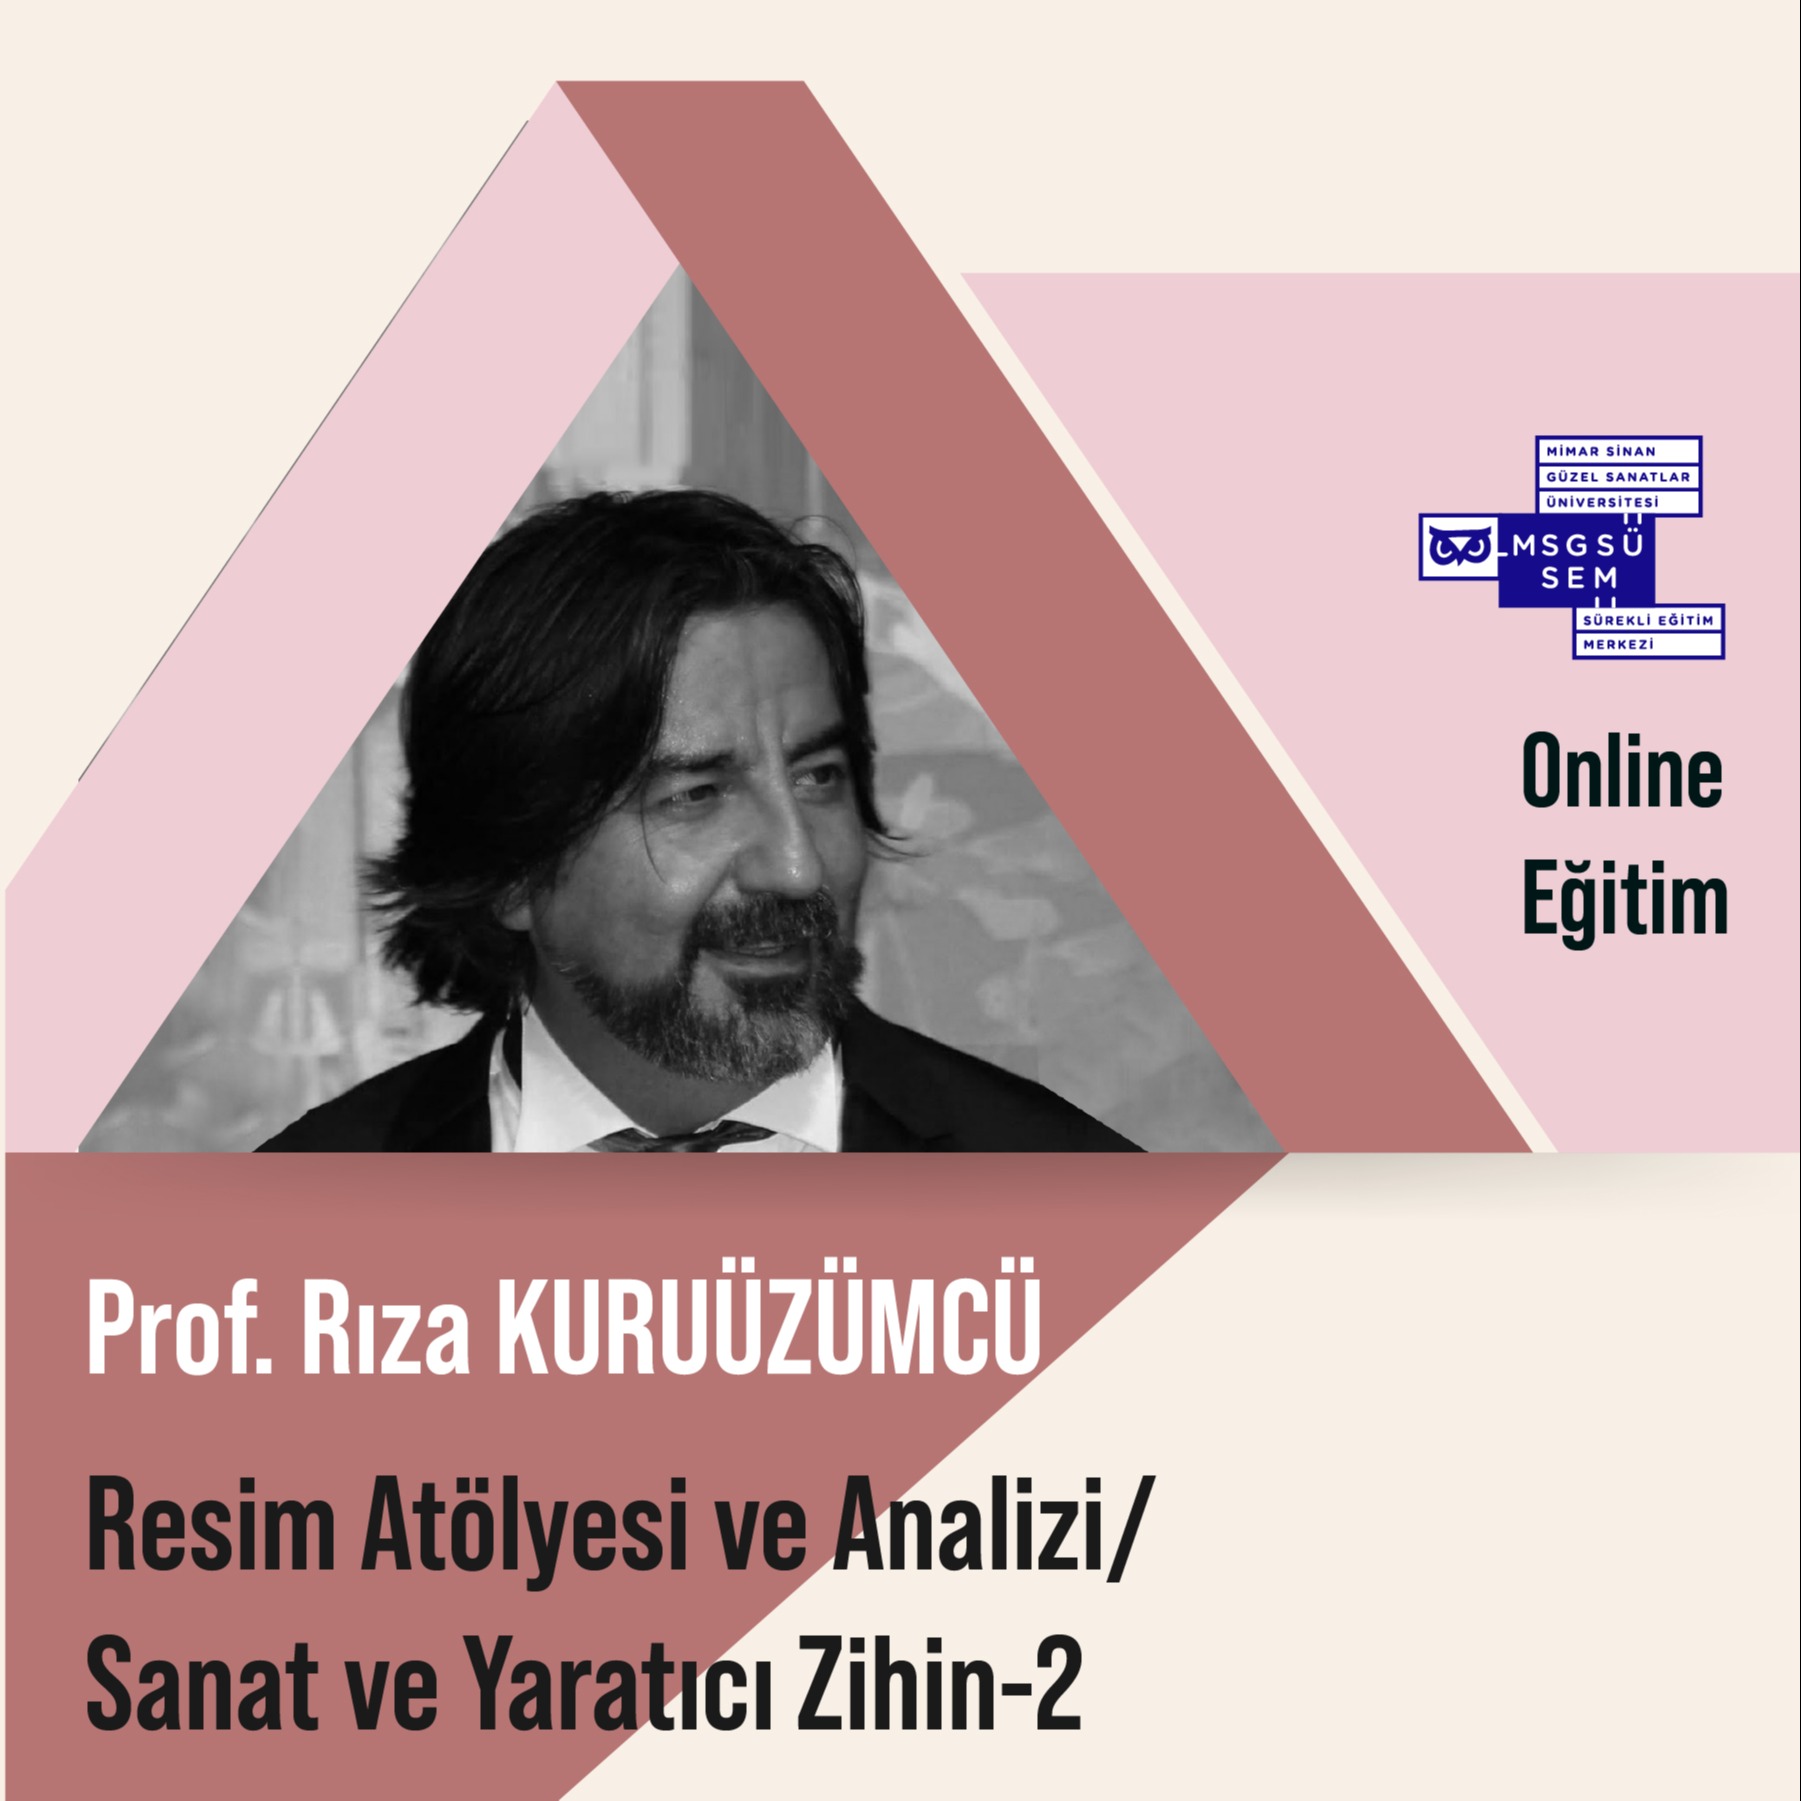 MİMAR SİNAN
GÜZEL SANATLAR
ÜNİVERSİTESİ
MSGSÜ
SEM
SÜREKLİ EĞİTİM
MERKEZİ
Online
Eğitim
Prof. Rıza KURUÜZÜMCÜ
Resim Atölyesi ve Analizi/
Sanat ve Yaratıcı Zihin-2